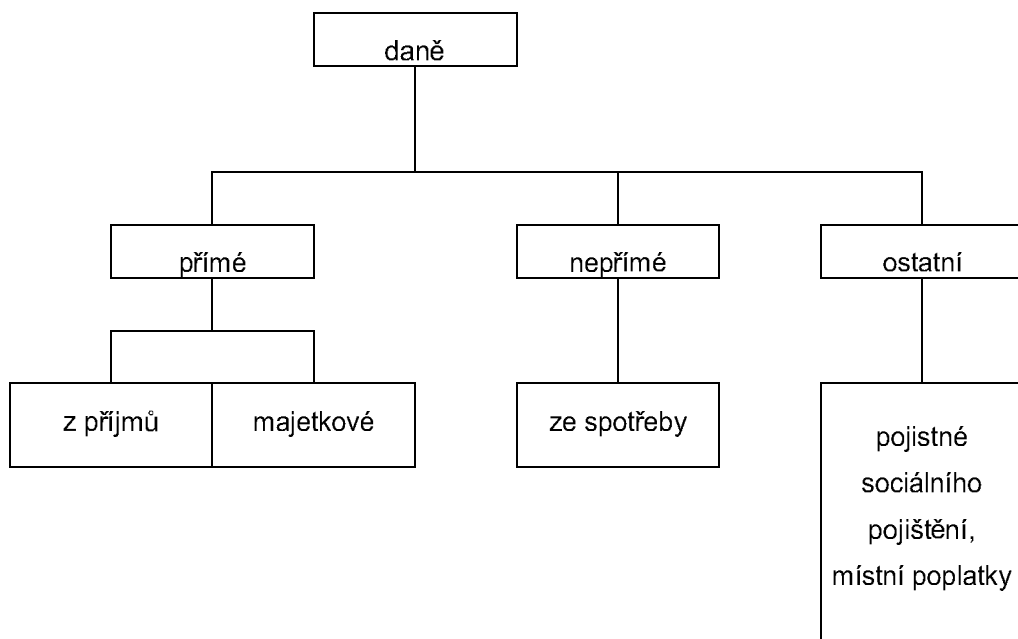 daně
přímé
nepřímé
ostatní
z příjmů
majetkové
ze spotřeby
pojistné
sociálního
pojištění,
místní poplatky